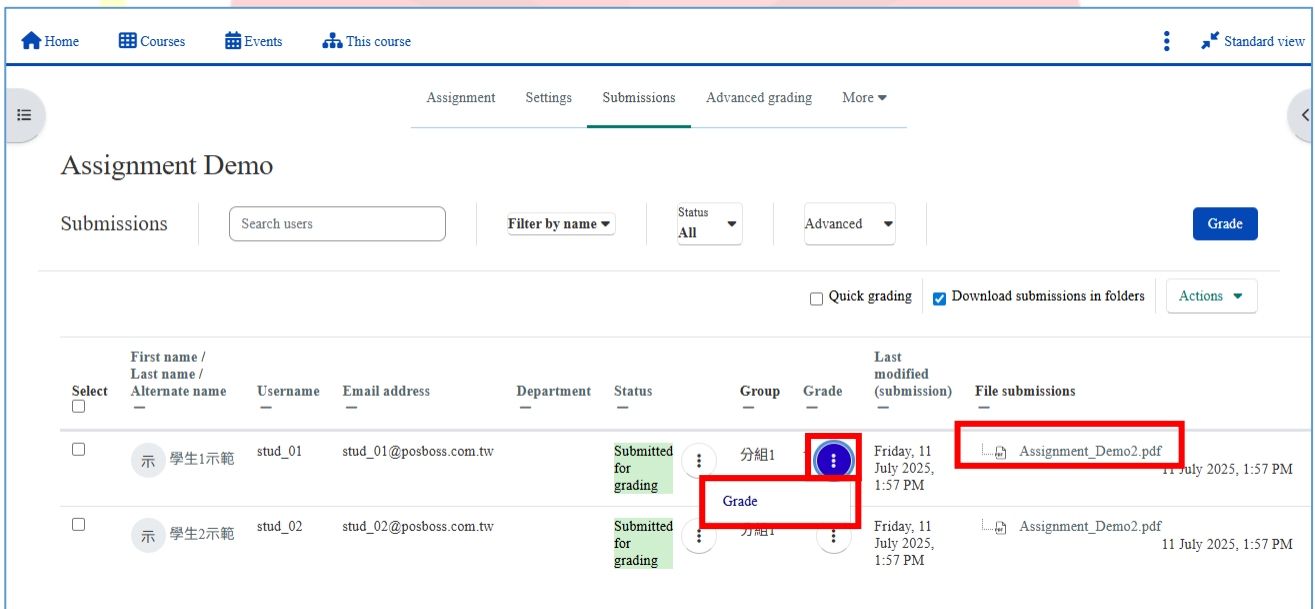 Home Courses Events This course Standard view
Assignment Settings Submissions Advanced grading More
Assignment Demo
Submissions Search users Filter by name Status All Advanced Grade
Quick grading Download submissions in folders Actions
Select First name / Last name / Alternate name Username Email address Department Status Group Grade Last modified (submission) File submissions
示 學生1示範 stud_01 stud_01@posboss.com.tw Submitted for grading 分組1 Friday, 11 July 2025, 1:57 PM Assignment_Demo2.pdf 11 July 2025, 1:57 PM
Grade
示 學生2示範 stud_02 stud_02@posboss.com.tw Submitted for grading 分組1 Friday, 11 July 2025, 1:57 PM Assignment_Demo2.pdf 11 July 2025, 1:57 PM